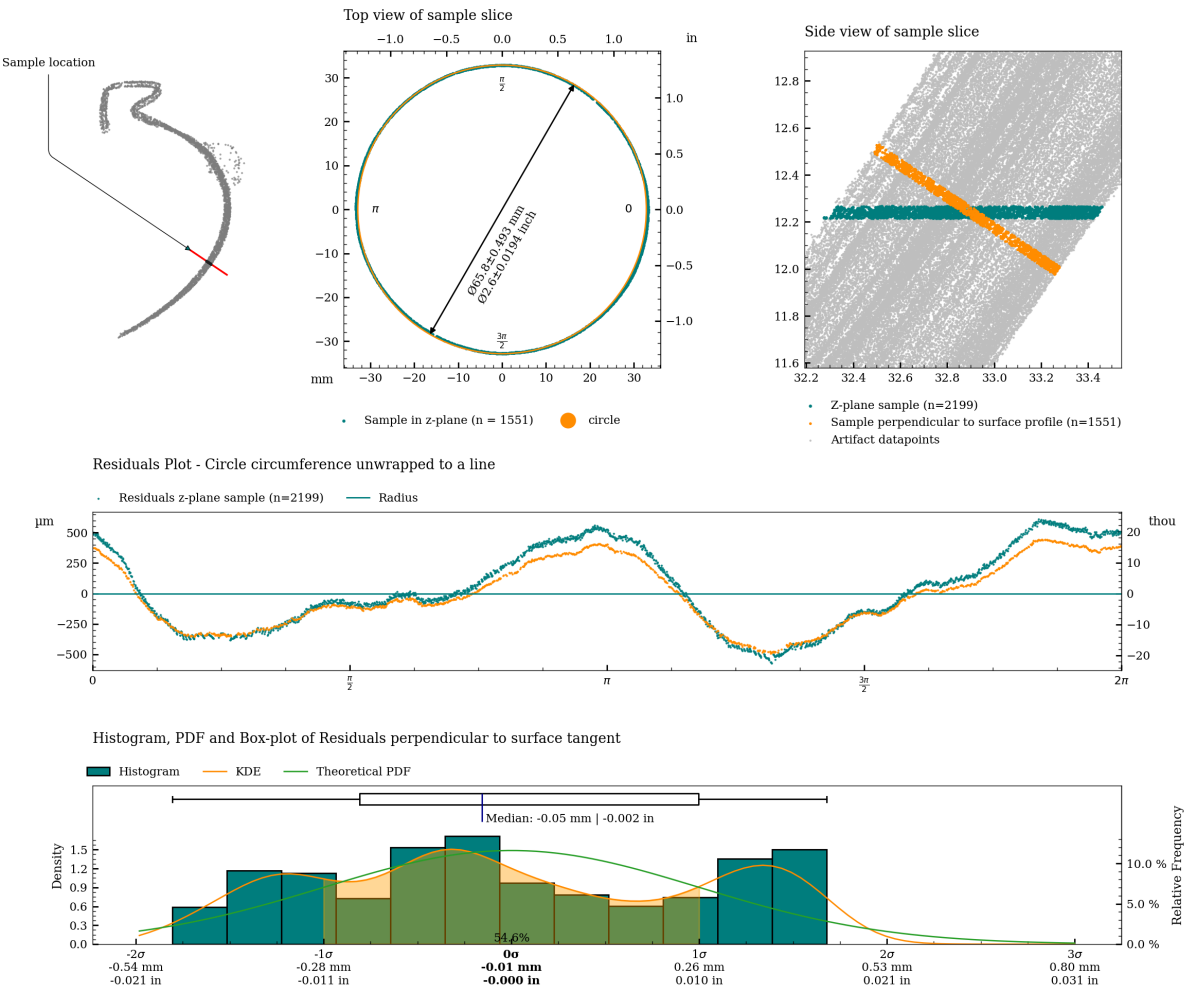 Sample location
Top view of sample slice
−1.0 −0.5 0.0 0.5 1.0 in
30
20
10
0
−10
−20
−30
1.0
0.5
0.0
−0.5
−1.0
π/2
π
0
3π/2
Ø65.8±0.493 mm
Ø2.6±0.0194 inch
mm −30 −20 −10 0 10 20 30
Sample in z-plane (n = 1551) circle
Side view of sample slice
12.8
12.6
12.4
12.2
12.0
11.8
11.6
32.2 32.4 32.6 32.8 33.0 33.2 33.4
Z-plane sample (n=2199)
Sample perpendicular to surface profile (n=1551)
Artifact datapoints
Residuals Plot - Circle circumference unwrapped to a line
Residuals z-plane sample (n=2199) Radius
µm
500
250
0
−250
−500
thou
20
10
0
−10
−20
0 π/2 π 3π/2 2π
Histogram, PDF and Box-plot of Residuals perpendicular to surface tangent
Histogram KDE Theoretical PDF
Median: -0.05 mm | -0.002 in
Density
1.5
1.2
0.9
0.6
0.3
0.0
54.6%
10.0 %
5.0 %
0.0 %
Relative Frequency
-2σ -1σ 0σ 1σ 2σ 3σ
-0.54 mm -0.28 mm -0.01 mm 0.26 mm 0.53 mm 0.80 mm
-0.021 in -0.011 in -0.000 in 0.010 in 0.021 in 0.031 in